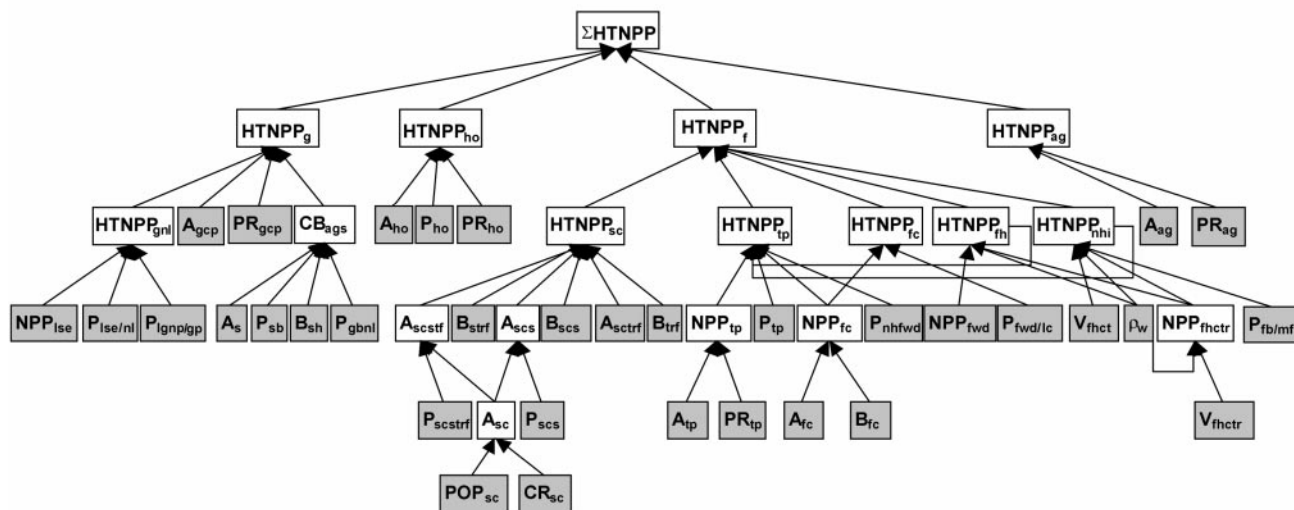 ΣHTNPP
HTNPPg HTNPPho HTNPPf HTNPPag
HTNPPgnl Agcp PRgcp CBags Aho Pho PRho HTNPPsc HTNPPtp HTNPPfc HTNPPfh HTNPPnhi Aag PRag
NPPlse Plse/nl Plgnp/gp As Psb Bsh Pgbnl Ascstf Bstrf Ascs Bscs Asctrf Btrf NPPtp Ptp NPPfc Pnhfwd NPPfwd Pfwd/lc Vfhct ρw NPPfhctr Pfb/mf
Pscstrf Asc Pscs Atp PRtp Afc Bfc Vfhctr
POPsc CRsc